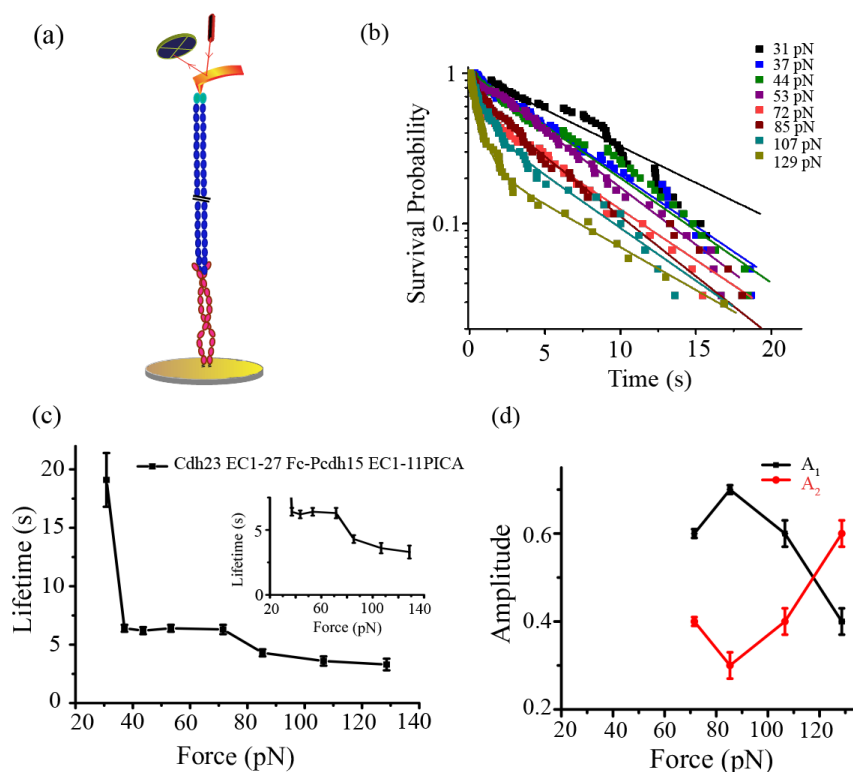 (a)
(b)
31 pN
37 pN
44 pN
53 pN
72 pN
85 pN
107 pN
129 pN
1
0.1
Survival Probability
0 5 10 15 20
Time (s)
(c)
Cdh23 EC1-27 Fc-Pcdh15 EC1-11PICA
20
15
10
5
0
Lifetime (s)
20 40 60 80 100 120 140
Force (pN)
5
0
Lifetime (s)
20 60 100 140
Force (pN)
(d)
A1
A2
0.6
0.4
0.2
Amplitude
20 40 60 80 100 120
Force (pN)